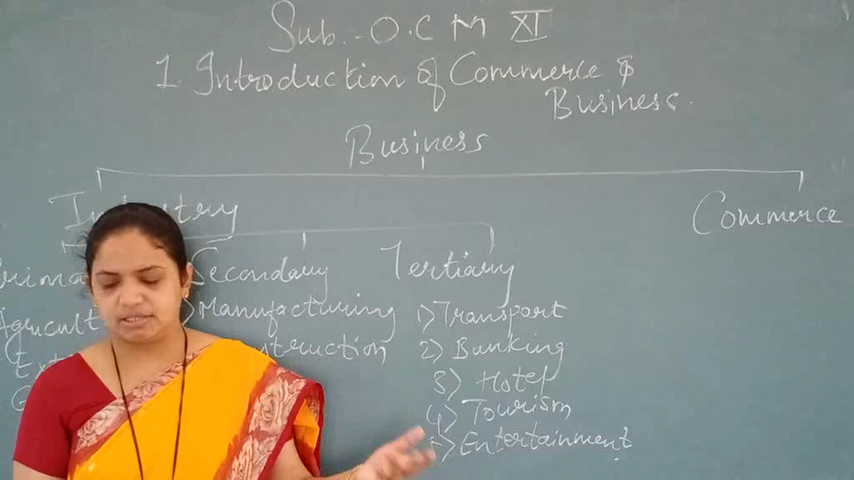 Sub. - O.C M XI
1. Introduction of Commerce &
Business.
Business
Industry
Commerce
Secondary
Tertiary
Manufacturing
1) Transport
2) Banking
3) Hotel
4) Tourism
5) Entertainment